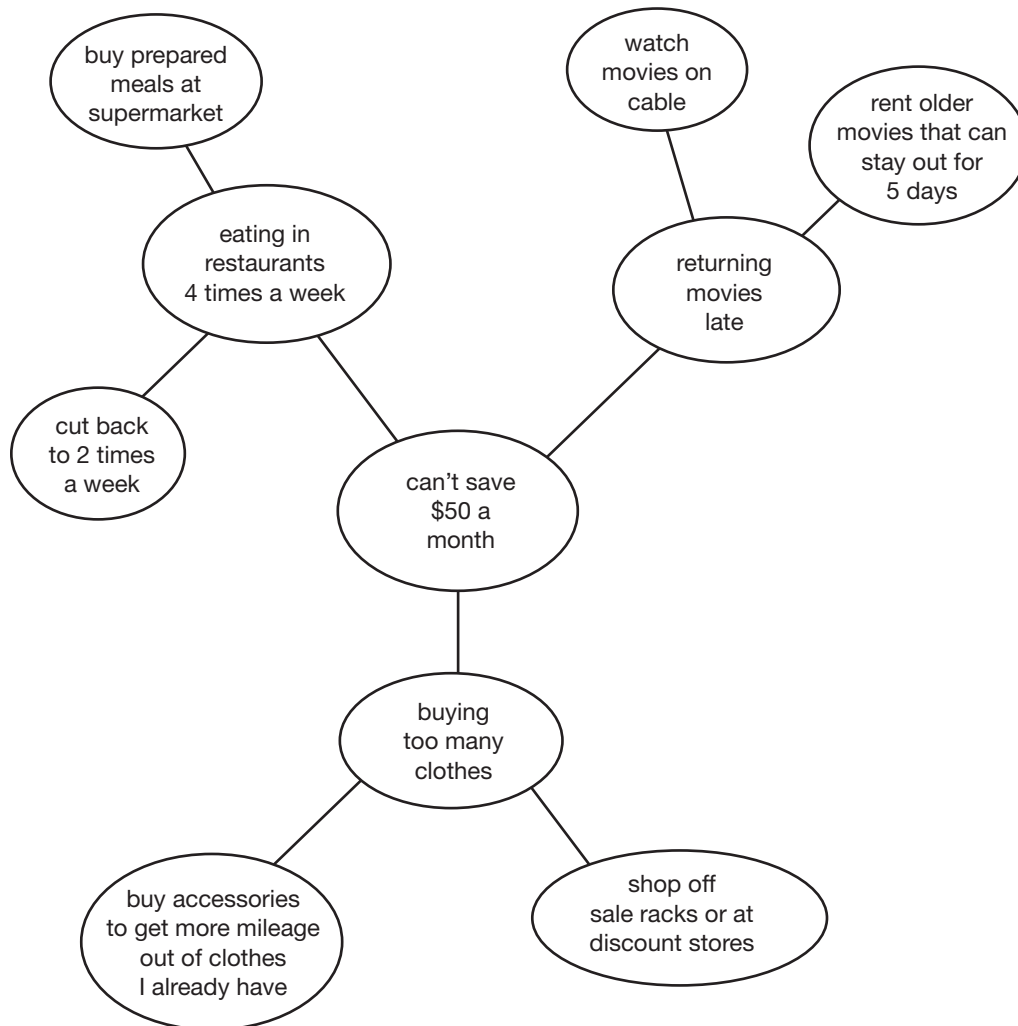 buy prepared
meals at
supermarket
watch
movies on
cable
rent older
movies that can
stay out for
5 days
eating in
restaurants
4 times a week
returning
movies
late
cut back
to 2 times
a week
can’t save
$50 a
month
buying
too many
clothes
buy accessories
to get more mileage
out of clothes
I already have
shop off
sale racks or at
discount stores